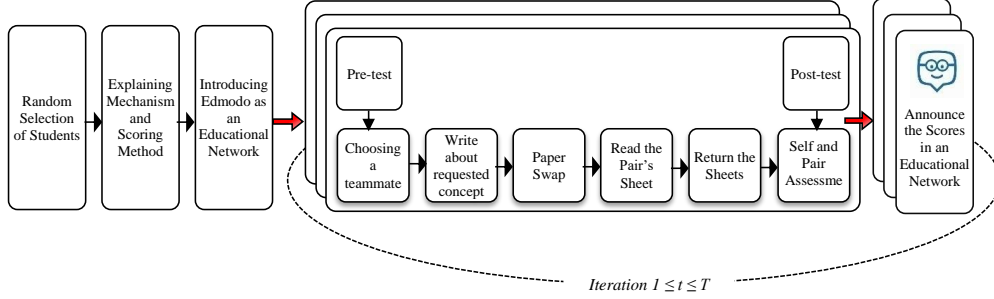 Random
Selection
of Students
Explaining
Mechanism
and
Scoring
Method
Introducing
Edmodo as
an
Educational
Network
Pre-test
Choosing
a
teammate
Write
about
requested
concept
Paper
Swap
Read the
Pair's
Sheet
Return the
Sheets
Post-test
Self and
Pair
Assessme
Announce
the Scores
in an
Educational
Network
Iteration 1 ≤ t ≤ T